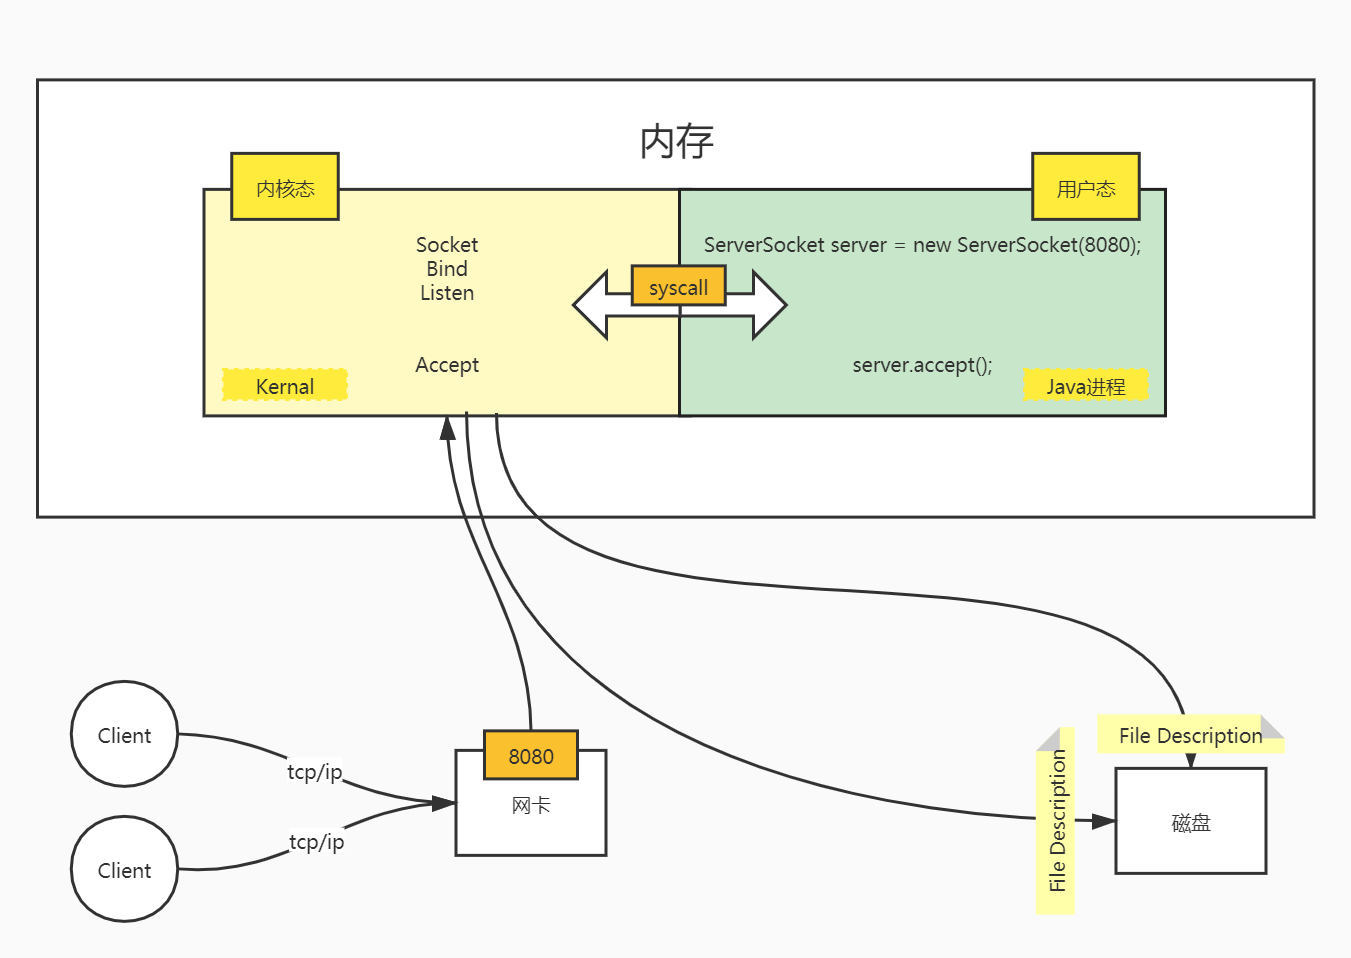 内存
内核态
用户态
Socket
Bind
Listen
ServerSocket server = new ServerSocket(8080);
syscall
Accept
server.accept();
Kernal
Java进程
Client
tcp/ip
8080
网卡
tcp/ip
Client
File Description
File Description
磁盘